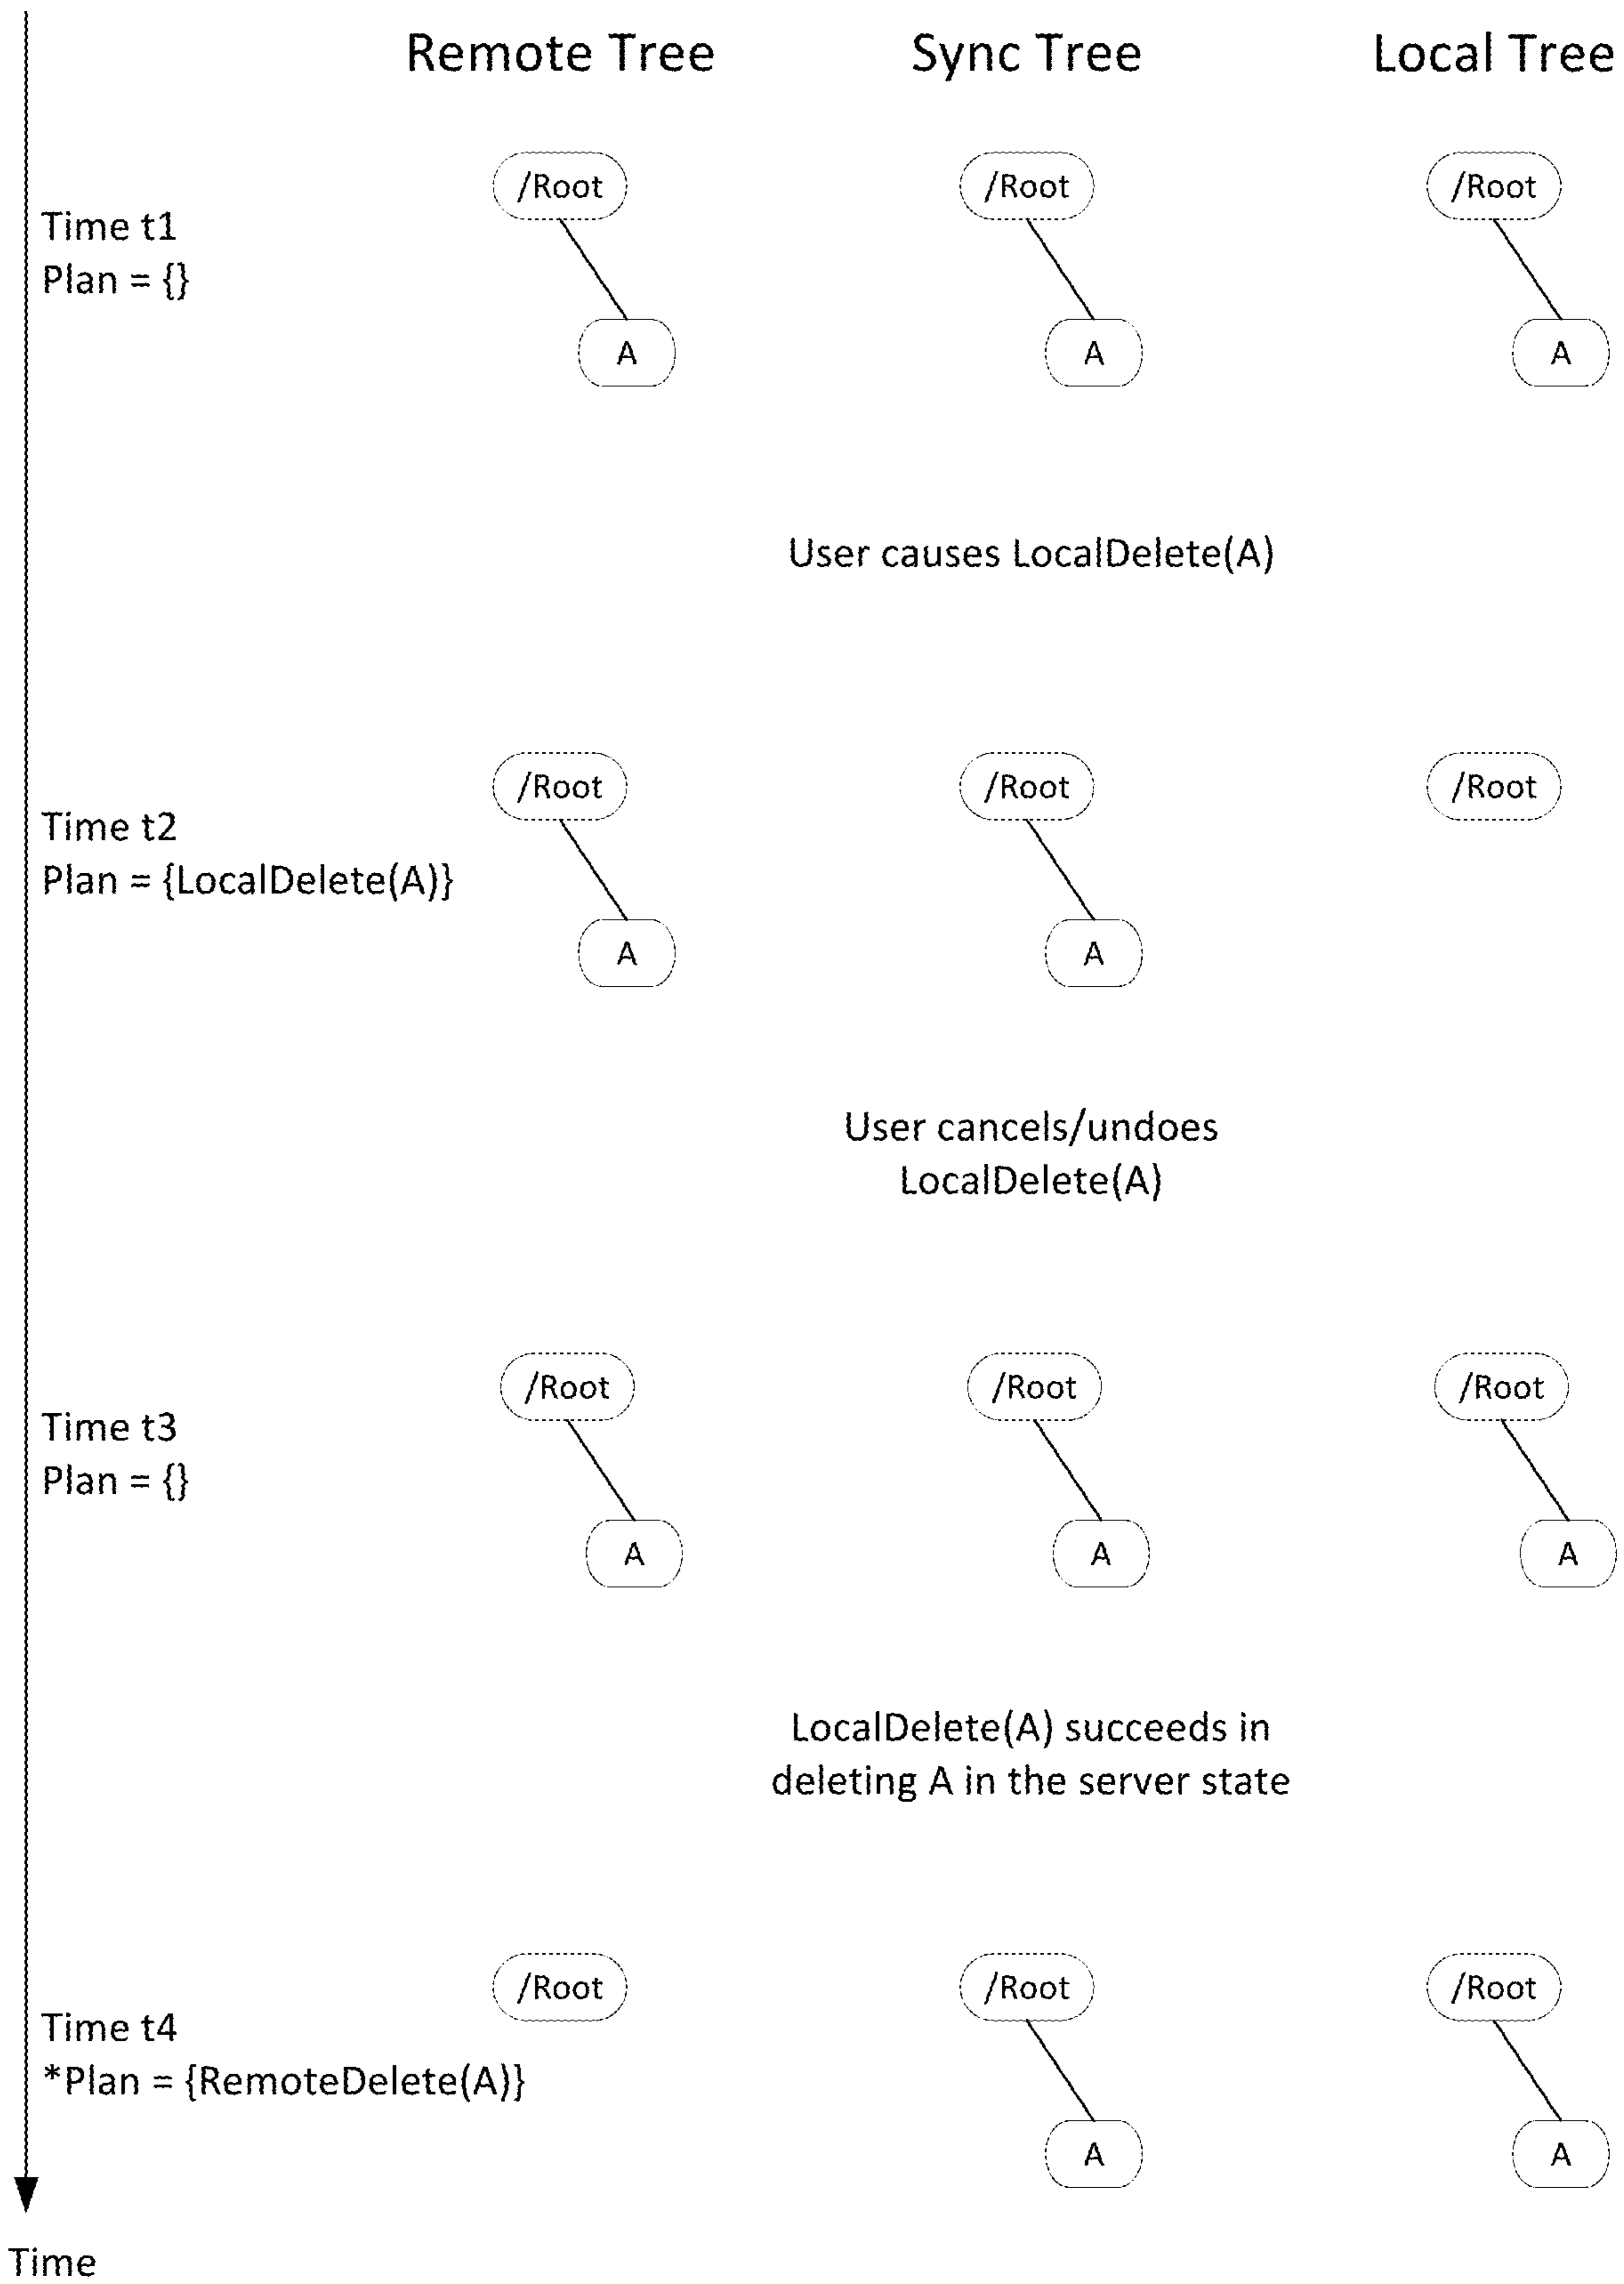 Remote Tree
Sync Tree
Local Tree
/Root
/Root
/Root
Time t1
Plan = {}
A
A
A
User causes LocalDelete(A)
/Root
/Root
/Root
Time t2
Plan = {LocalDelete(A)}
A
A
User cancels/undoes
LocalDelete(A)
/Root
/Root
/Root
Time t3
Plan = {}
A
A
A
LocalDelete(A) succeeds in
deleting A in the server state
/Root
/Root
/Root
Time t4
*Plan = {RemoteDelete(A)}
A
A
Time